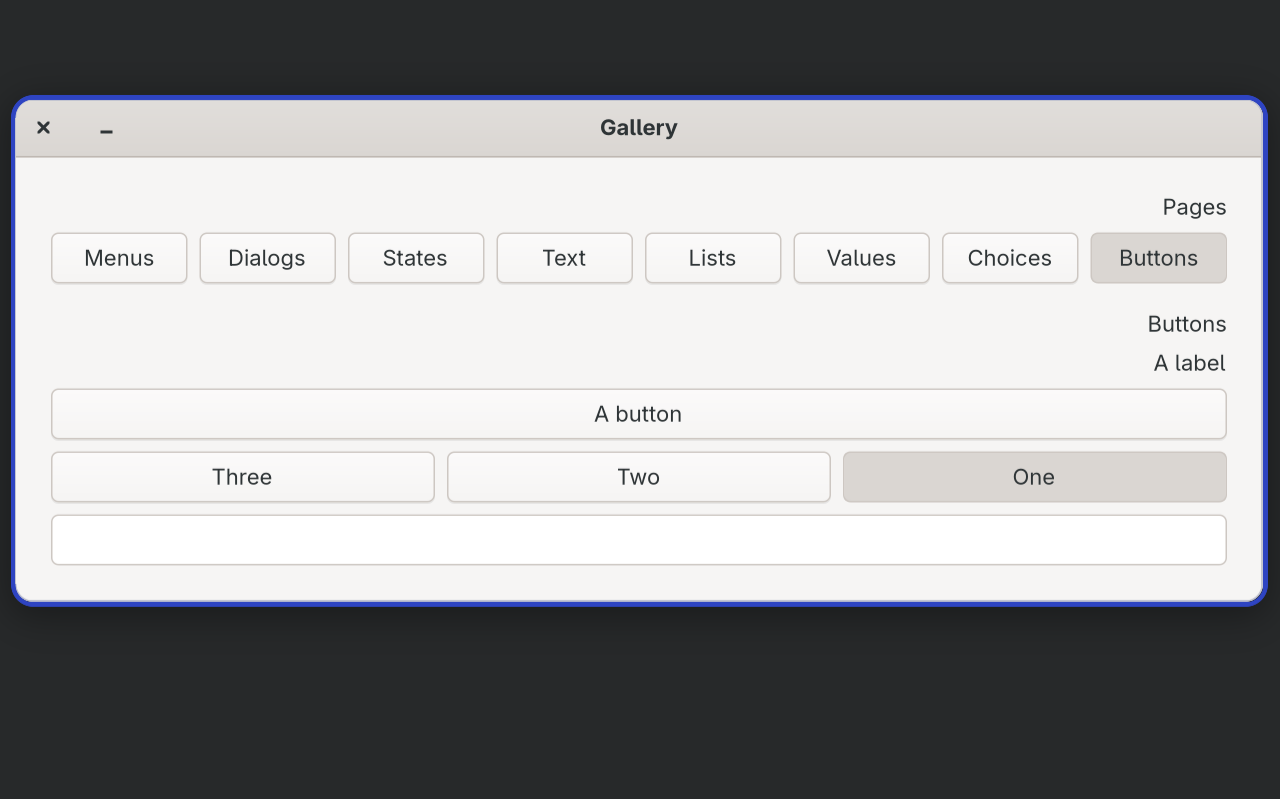 Gallery
Pages
Menus Dialogs States Text Lists Values Choices Buttons
Buttons
A label
A button
Three Two One